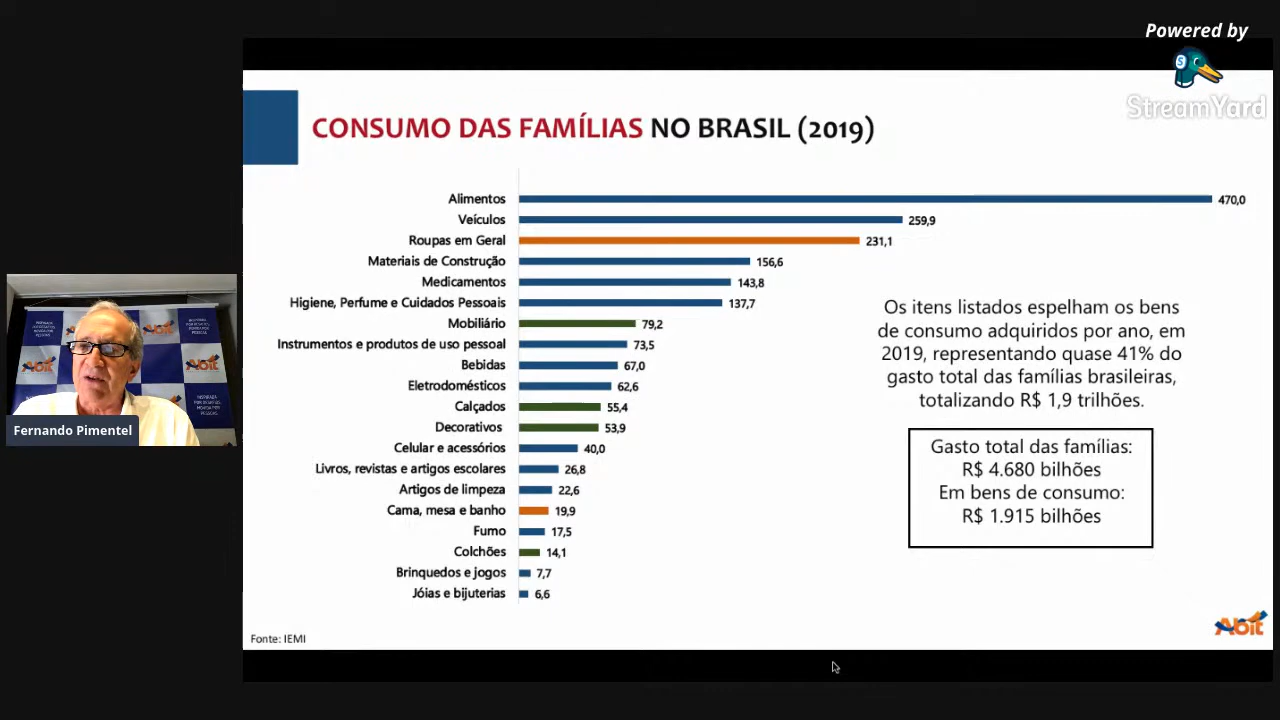 Powered by
StreamYard
CONSUMO DAS FAMÍLIAS NO BRASIL (2019)
Alimentos 470,0
Veículos 259,9
Roupas em Geral 231,1
Materiais de Construção 156,6
Medicamentos 143,8
Higiene, Perfume e Cuidados Pessoais 137,7
Mobiliário 79,2
Instrumentos e produtos de uso pessoal 73,5
Bebidas 67,0
Eletrodomésticos 62,6
Calçados 55,4
Decorativos 53,9
Celular e acessórios 40,0
Livros, revistas e artigos escolares 26,8
Artigos de limpeza 22,6
Cama, mesa e banho 19,9
Fumo 17,5
Colchões 14,1
Brinquedos e jogos 7,7
Jóias e bijuterias 6,6
Os itens listados espelham os bens
de consumo adquiridos por ano, em
2019, representando quase 41% do
gasto total das famílias brasileiras,
totalizando R$ 1,9 trilhões.
Gasto total das famílias:
R$ 4.680 bilhões
Em bens de consumo:
R$ 1.915 bilhões
Fonte: IEMI
Abit
Abit
Abit
Fernando Pimentel